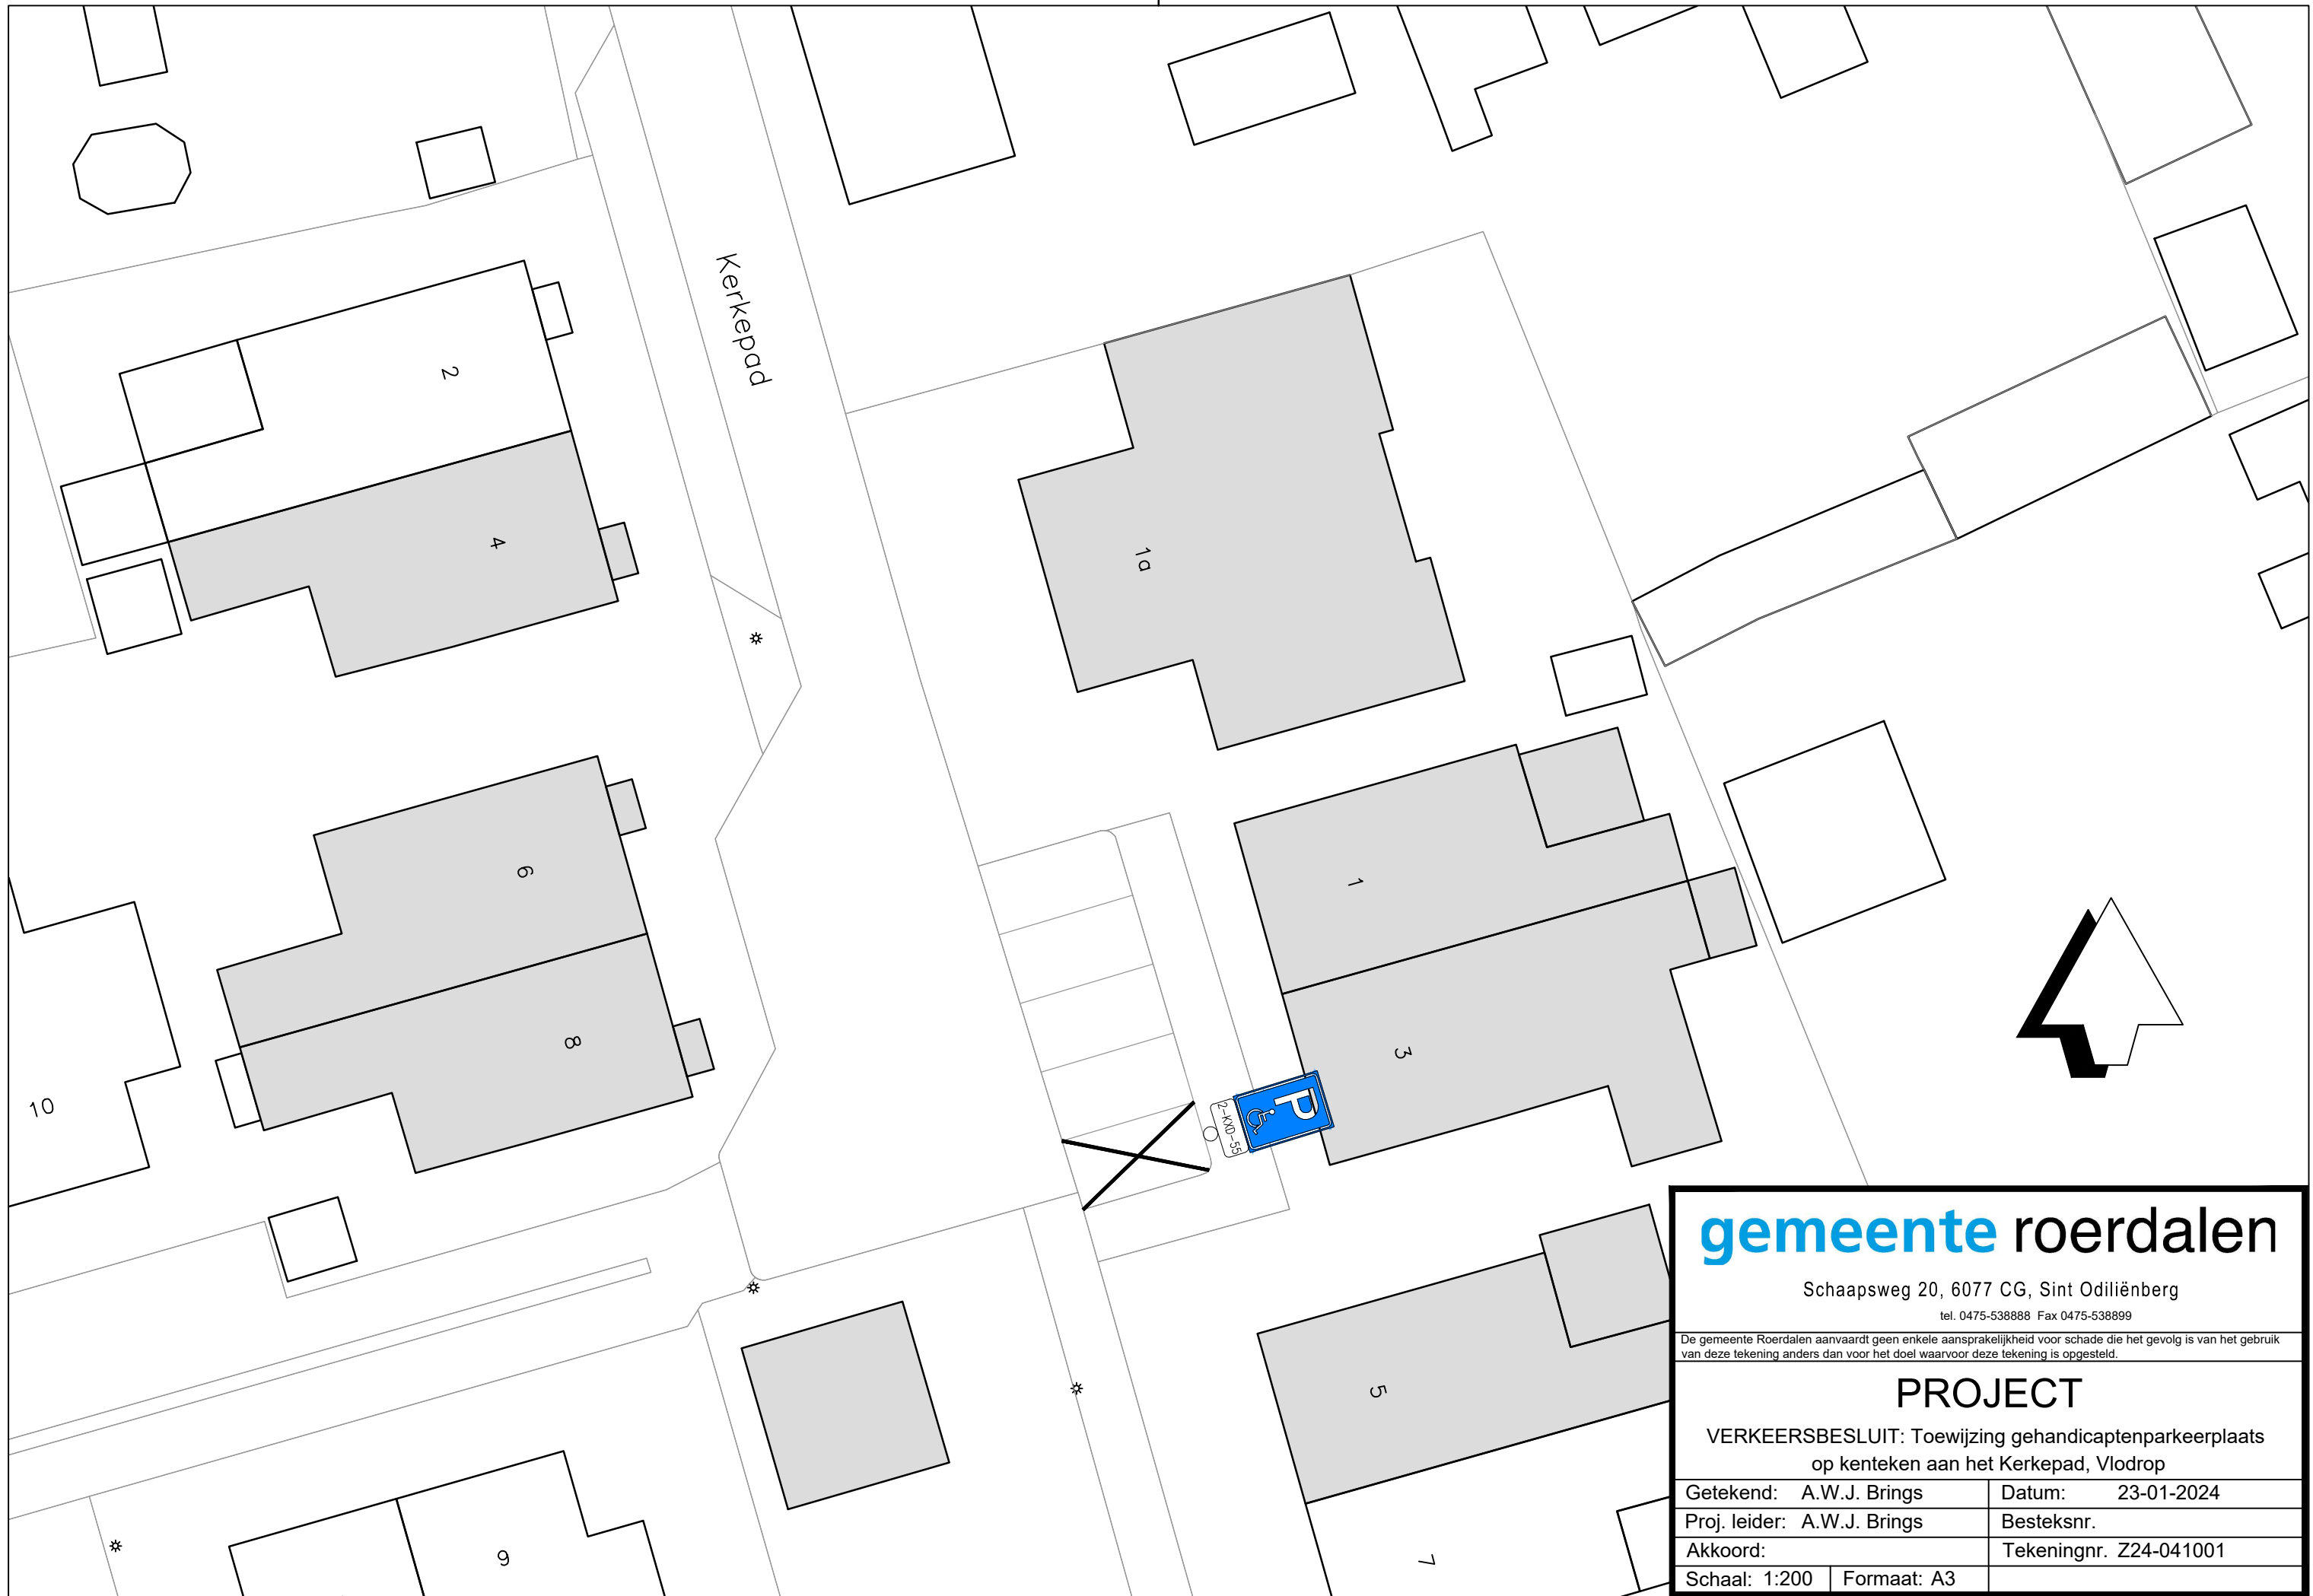 Kerkepad
2
4
1a
6
1
8
3
10
P
2-KXD-55
5
9
7
gemeente roerdalen
Schaapsweg 20, 6077 CG, Sint Odiliënberg
tel. 0475-538888 Fax 0475-538899
De gemeente Roerdalen aanvaardt geen enkele aansprakelijkheid voor schade die het gevolg is van het gebruik
van deze tekening anders dan voor het doel waarvoor deze tekening is opgesteld.
PROJECT
VERKEERSBESLUIT: Toewijzing gehandicaptenparkeerplaats
op kenteken aan het Kerkepad, Vlodrop
Getekend: A.W.J. Brings Datum: 23-01-2024
Proj. leider: A.W.J. Brings Besteksnr.
Akkoord: Tekeningnr. Z24-041001
Schaal: 1:200 Formaat: A3